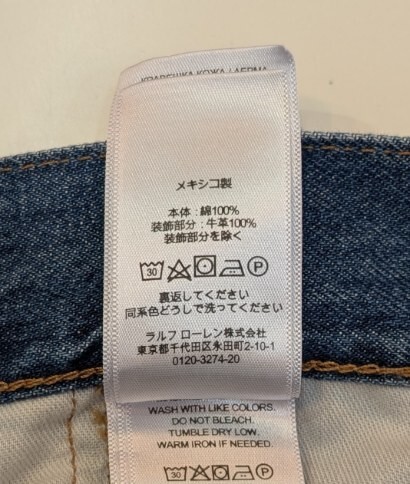 メキシコ製
本体 : 綿100%
装飾部分 : 牛革100%
装飾部分を除く
30 P
裏返してください
同系色どうしで洗ってください
ラルフ ローレン株式会社
東京都千代田区永田町2-10-1
0120-3274-20
WASH WITH LIKE COLORS.
DO NOT BLEACH.
TUMBLE DRY LOW.
WARM IRON IF NEEDED.
30 P